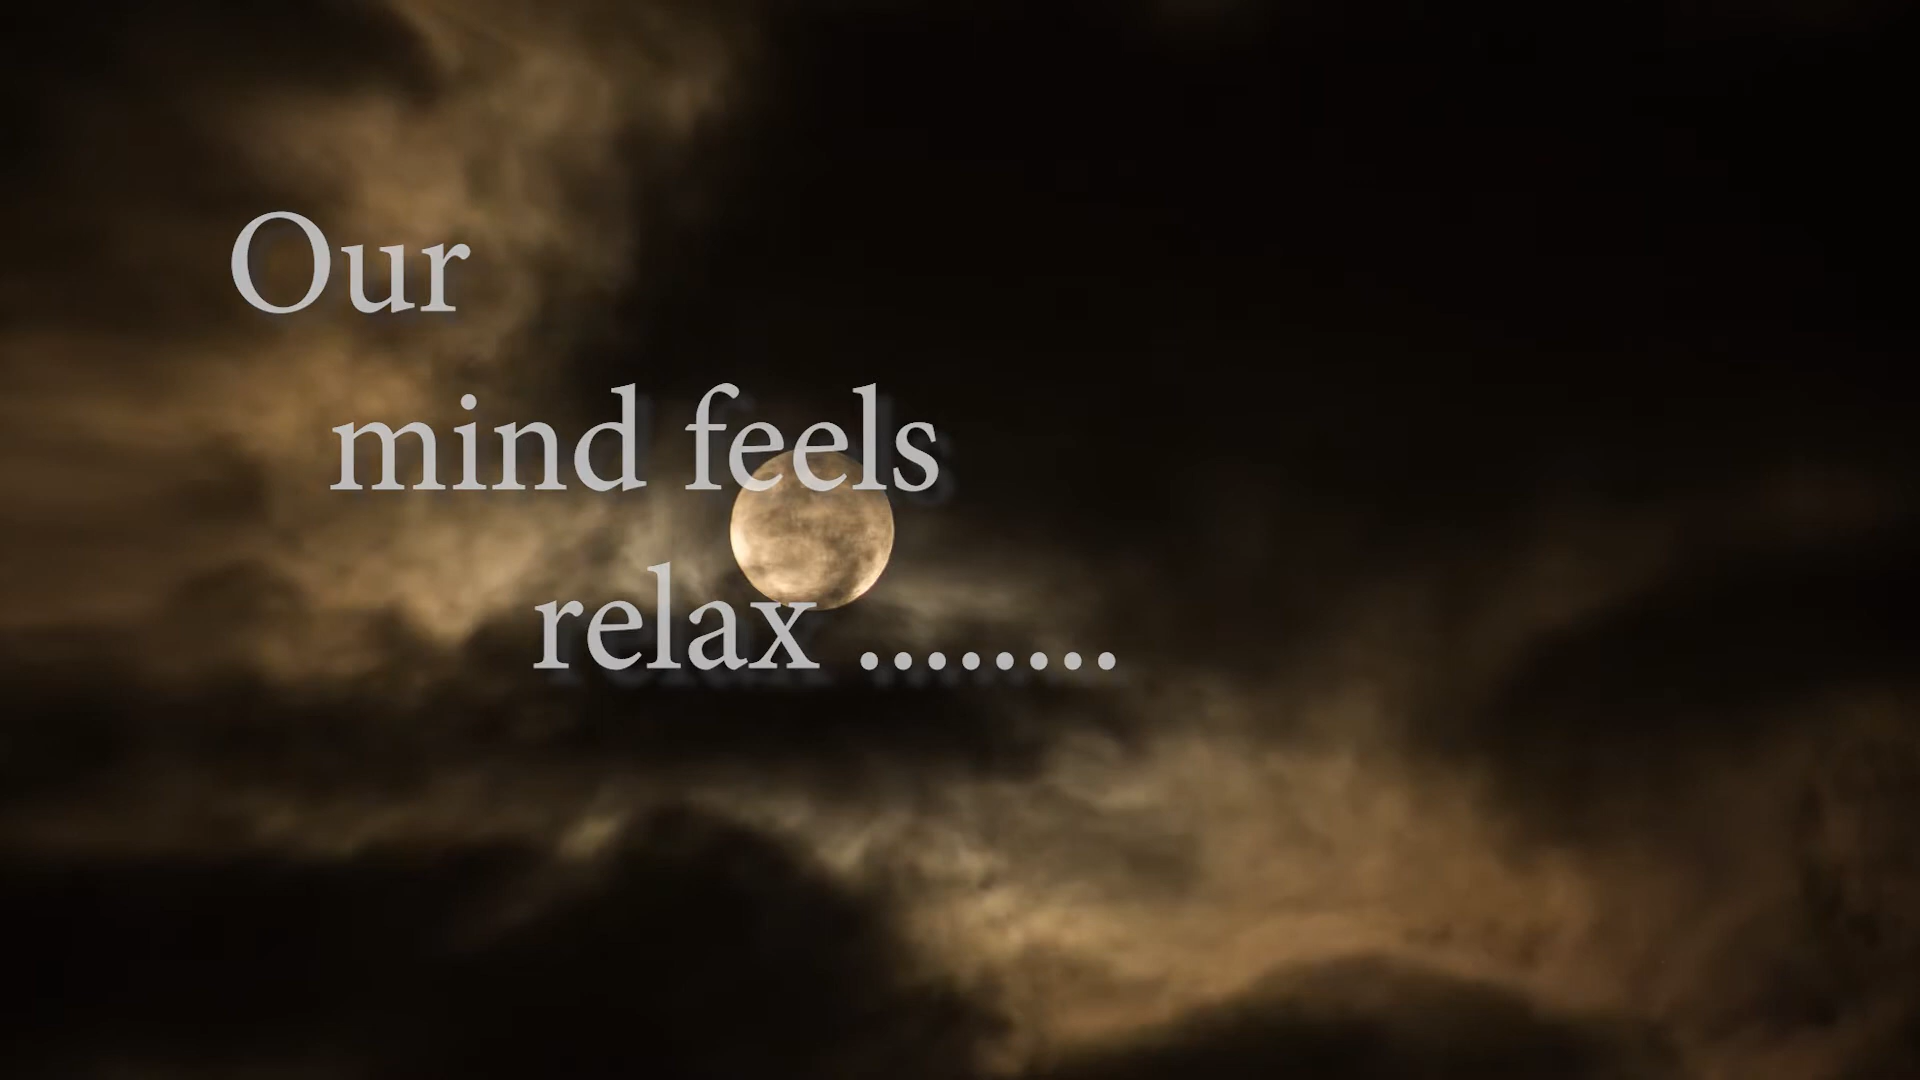 Our
mind feels
relax ........